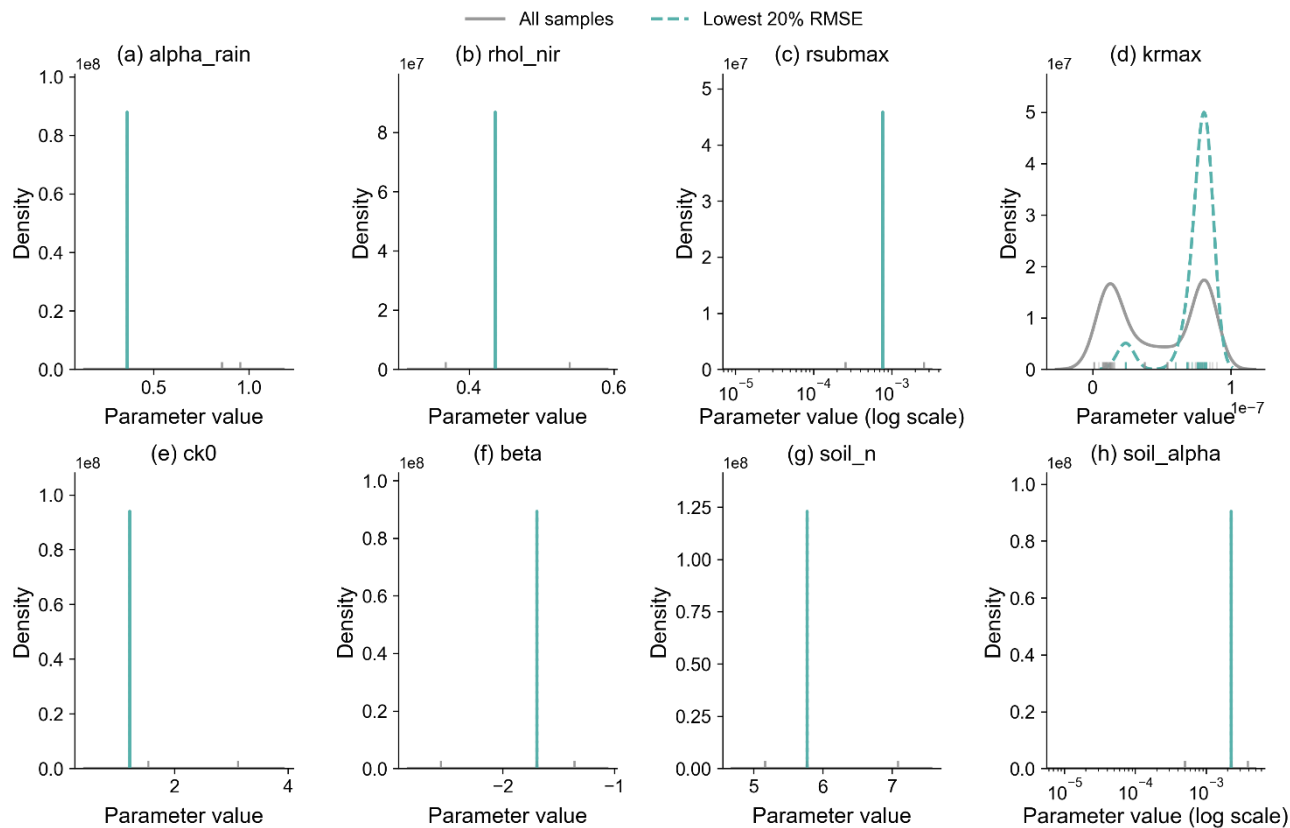 All samples
Lowest 20% RMSE
(a) alpha_rain
1e8
1.0
0.8
0.6
0.4
0.2
0.0
0.5
1.0
Density
Parameter value
(b) rhol_nir
1e7
8
6
4
2
0
0.4
0.6
Density
Parameter value
(c) rsubmax
1e7
5
4
3
2
1
0
10⁻⁵
10⁻⁴
10⁻³
Density
Parameter value (log scale)
(d) krmax
1e7
5
4
3
2
1
0
0
1
1e−7
Density
Parameter value
(e) ck0
1e8
1.0
0.8
0.6
0.4
0.2
0.0
2
4
Density
Parameter value
(f) beta
1e8
1.0
0.8
0.6
0.4
0.2
0.0
−2
−1
Density
Parameter value
(g) soil_n
1e8
1.25
1.00
0.75
0.50
0.25
0.00
5
6
7
Density
Parameter value
(h) soil_alpha
1e8
1.0
0.8
0.6
0.4
0.2
0.0
10⁻⁵
10⁻⁴
10⁻³
Density
Parameter value (log scale)